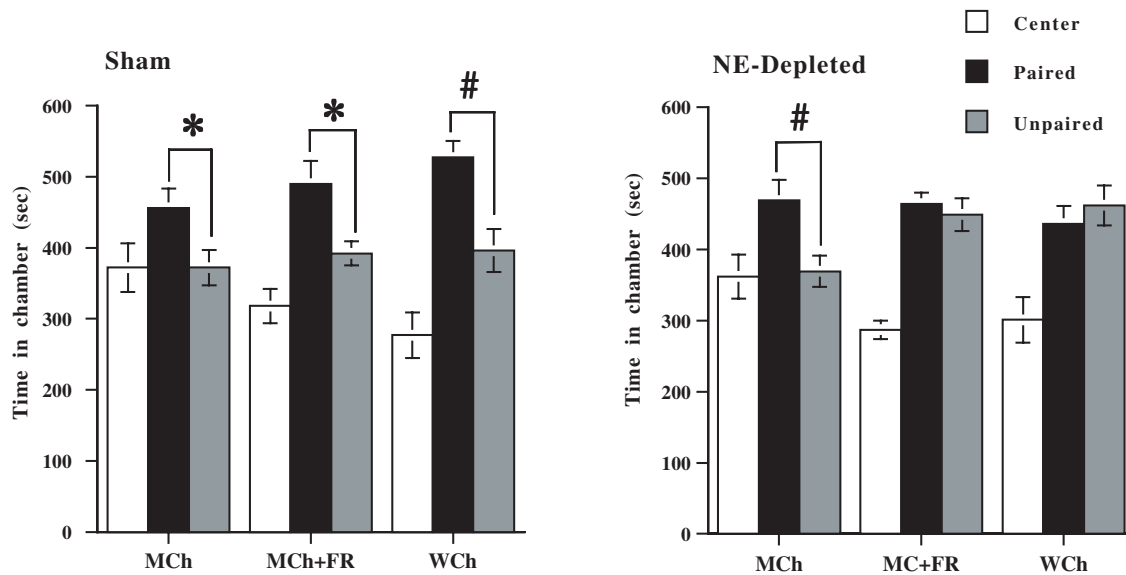 Sham
NE-Depleted
Center
Paired
Unpaired
Time in chamber (sec)
600
500
400
300
200
100
0
*
*
#
MCh
MCh+FR
WCh
Time in chamber (sec)
600
500
400
300
200
100
0
#
MCh
MC+FR
WCh